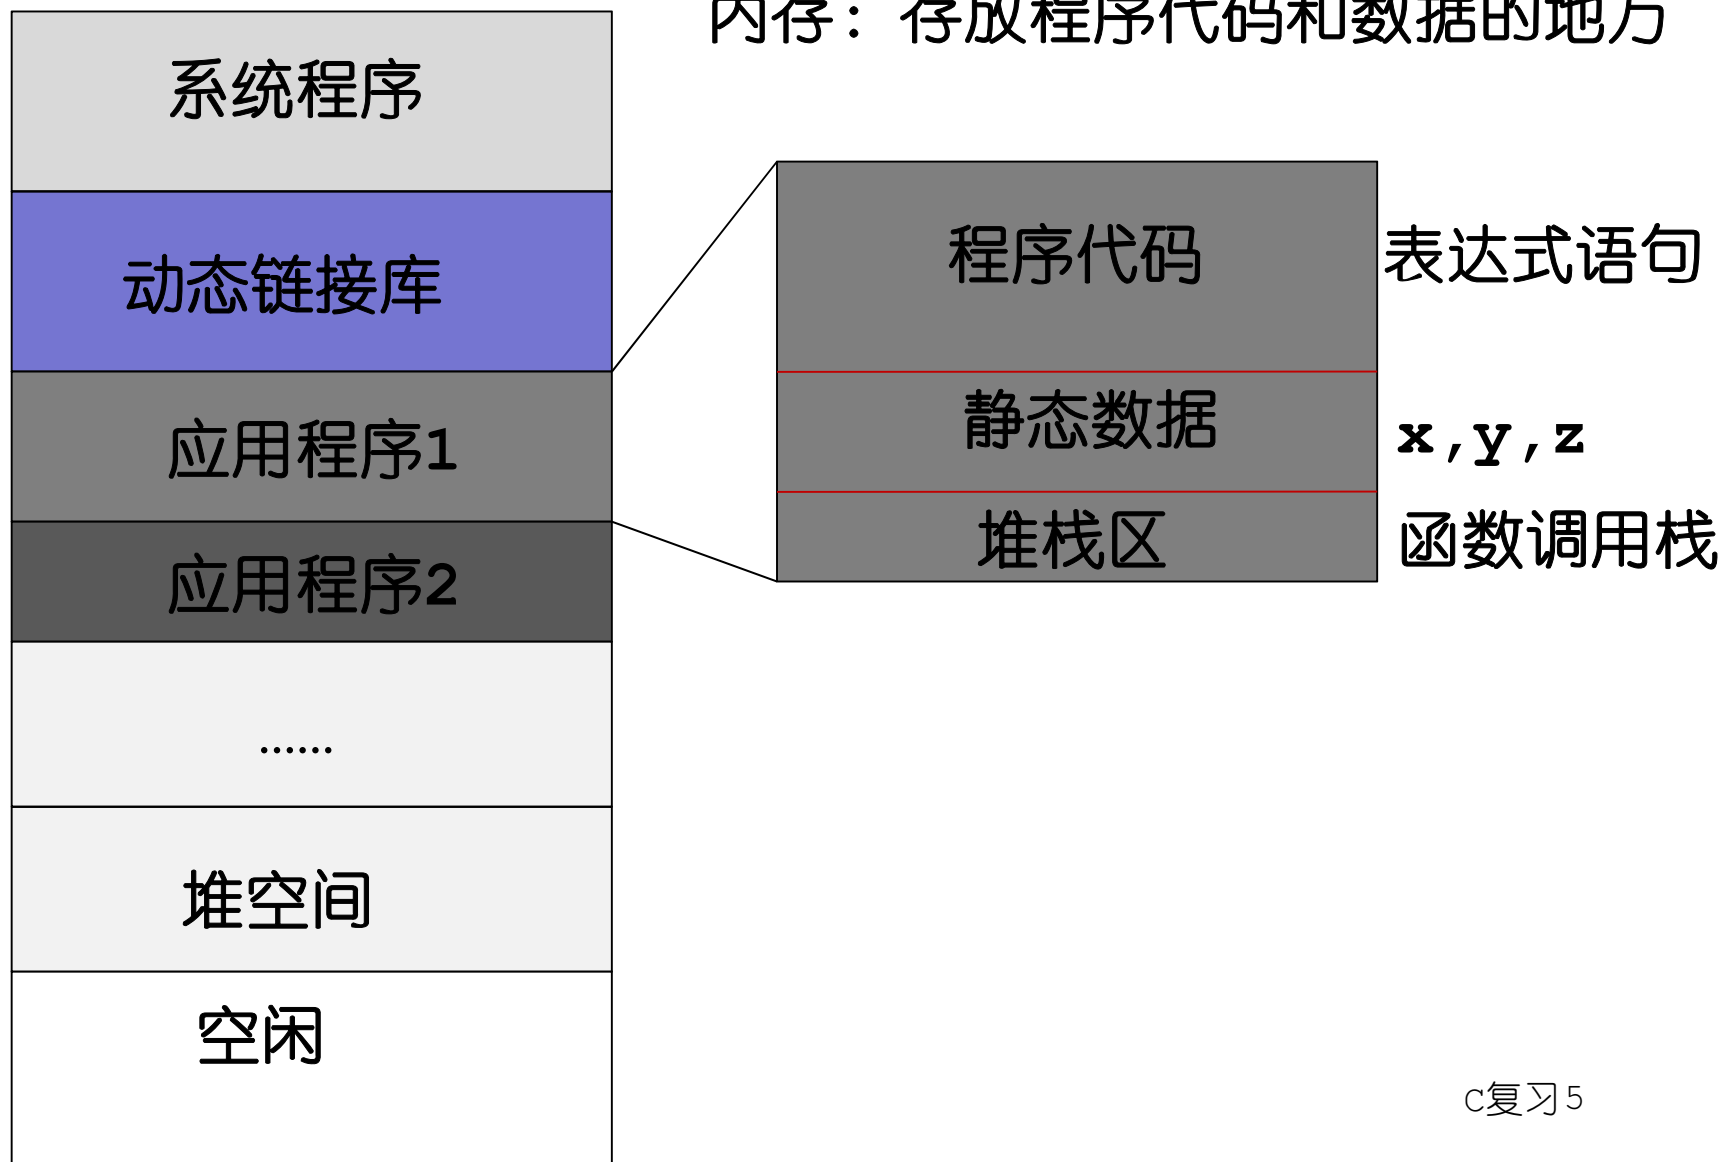 内存：存放程序代码和数据的地方
系统程序
动态链接库
应用程序1
应用程序2
......
堆空间
空闲
程序代码
表达式语句
静态数据
x,y,z
堆栈区
函数调用栈
C复习5